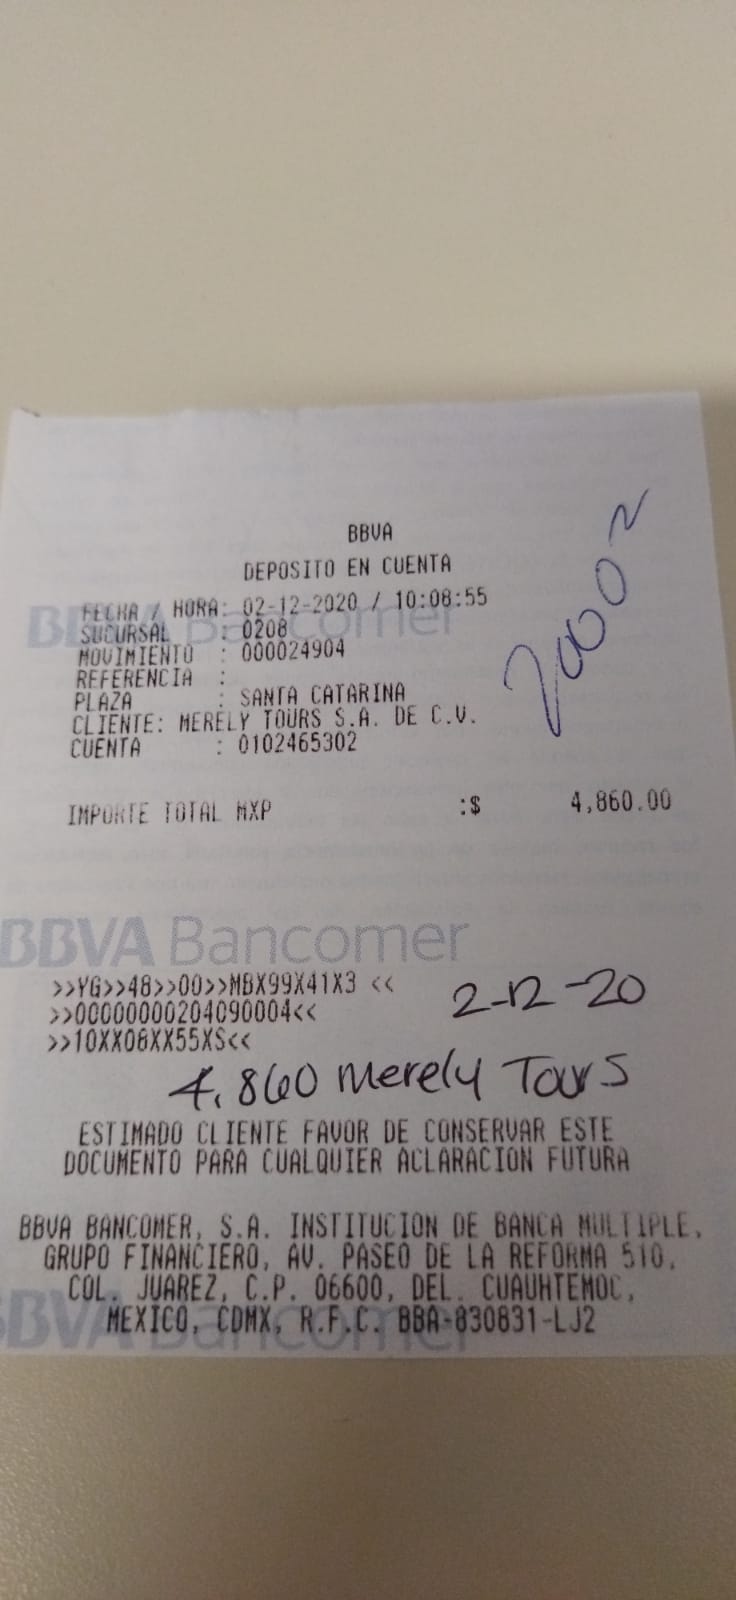 BBVA
DEPOSITO EN CUENTA
FECHA / HORA: 02-12-2020 / 10:08:55
SUCURSAL : 0208
MOVIMIENTO : 000024904
REFERENCIA :
PLAZA : SANTA CATARINA
CLIENTE: MERELY TOURS S.A. DE C.V.
CUENTA : 0102465302
2000
IMPORTE TOTAL MXP :$ 4,860.00
BBVA Bancomer
>>YG>>48>>00>>MBX99X41X3 <<
>>00000000204090004<<
>>10XX08XX55XS<<
2-12-20
4,860 merely Tours
ESTIMADO CLIENTE FAVOR DE CONSERVAR ESTE
DOCUMENTO PARA CUALQUIER ACLARACION FUTURA
BBVA BANCOMER, S.A. INSTITUCION DE BANCA MULTIPLE,
GRUPO FINANCIERO, AV. PASEO DE LA REFORMA 510,
COL. JUAREZ, C.P. 06600, DEL. CUAUHTEMOC,
MEXICO, CDMX, R.F.C. BBA-830831-LJ2